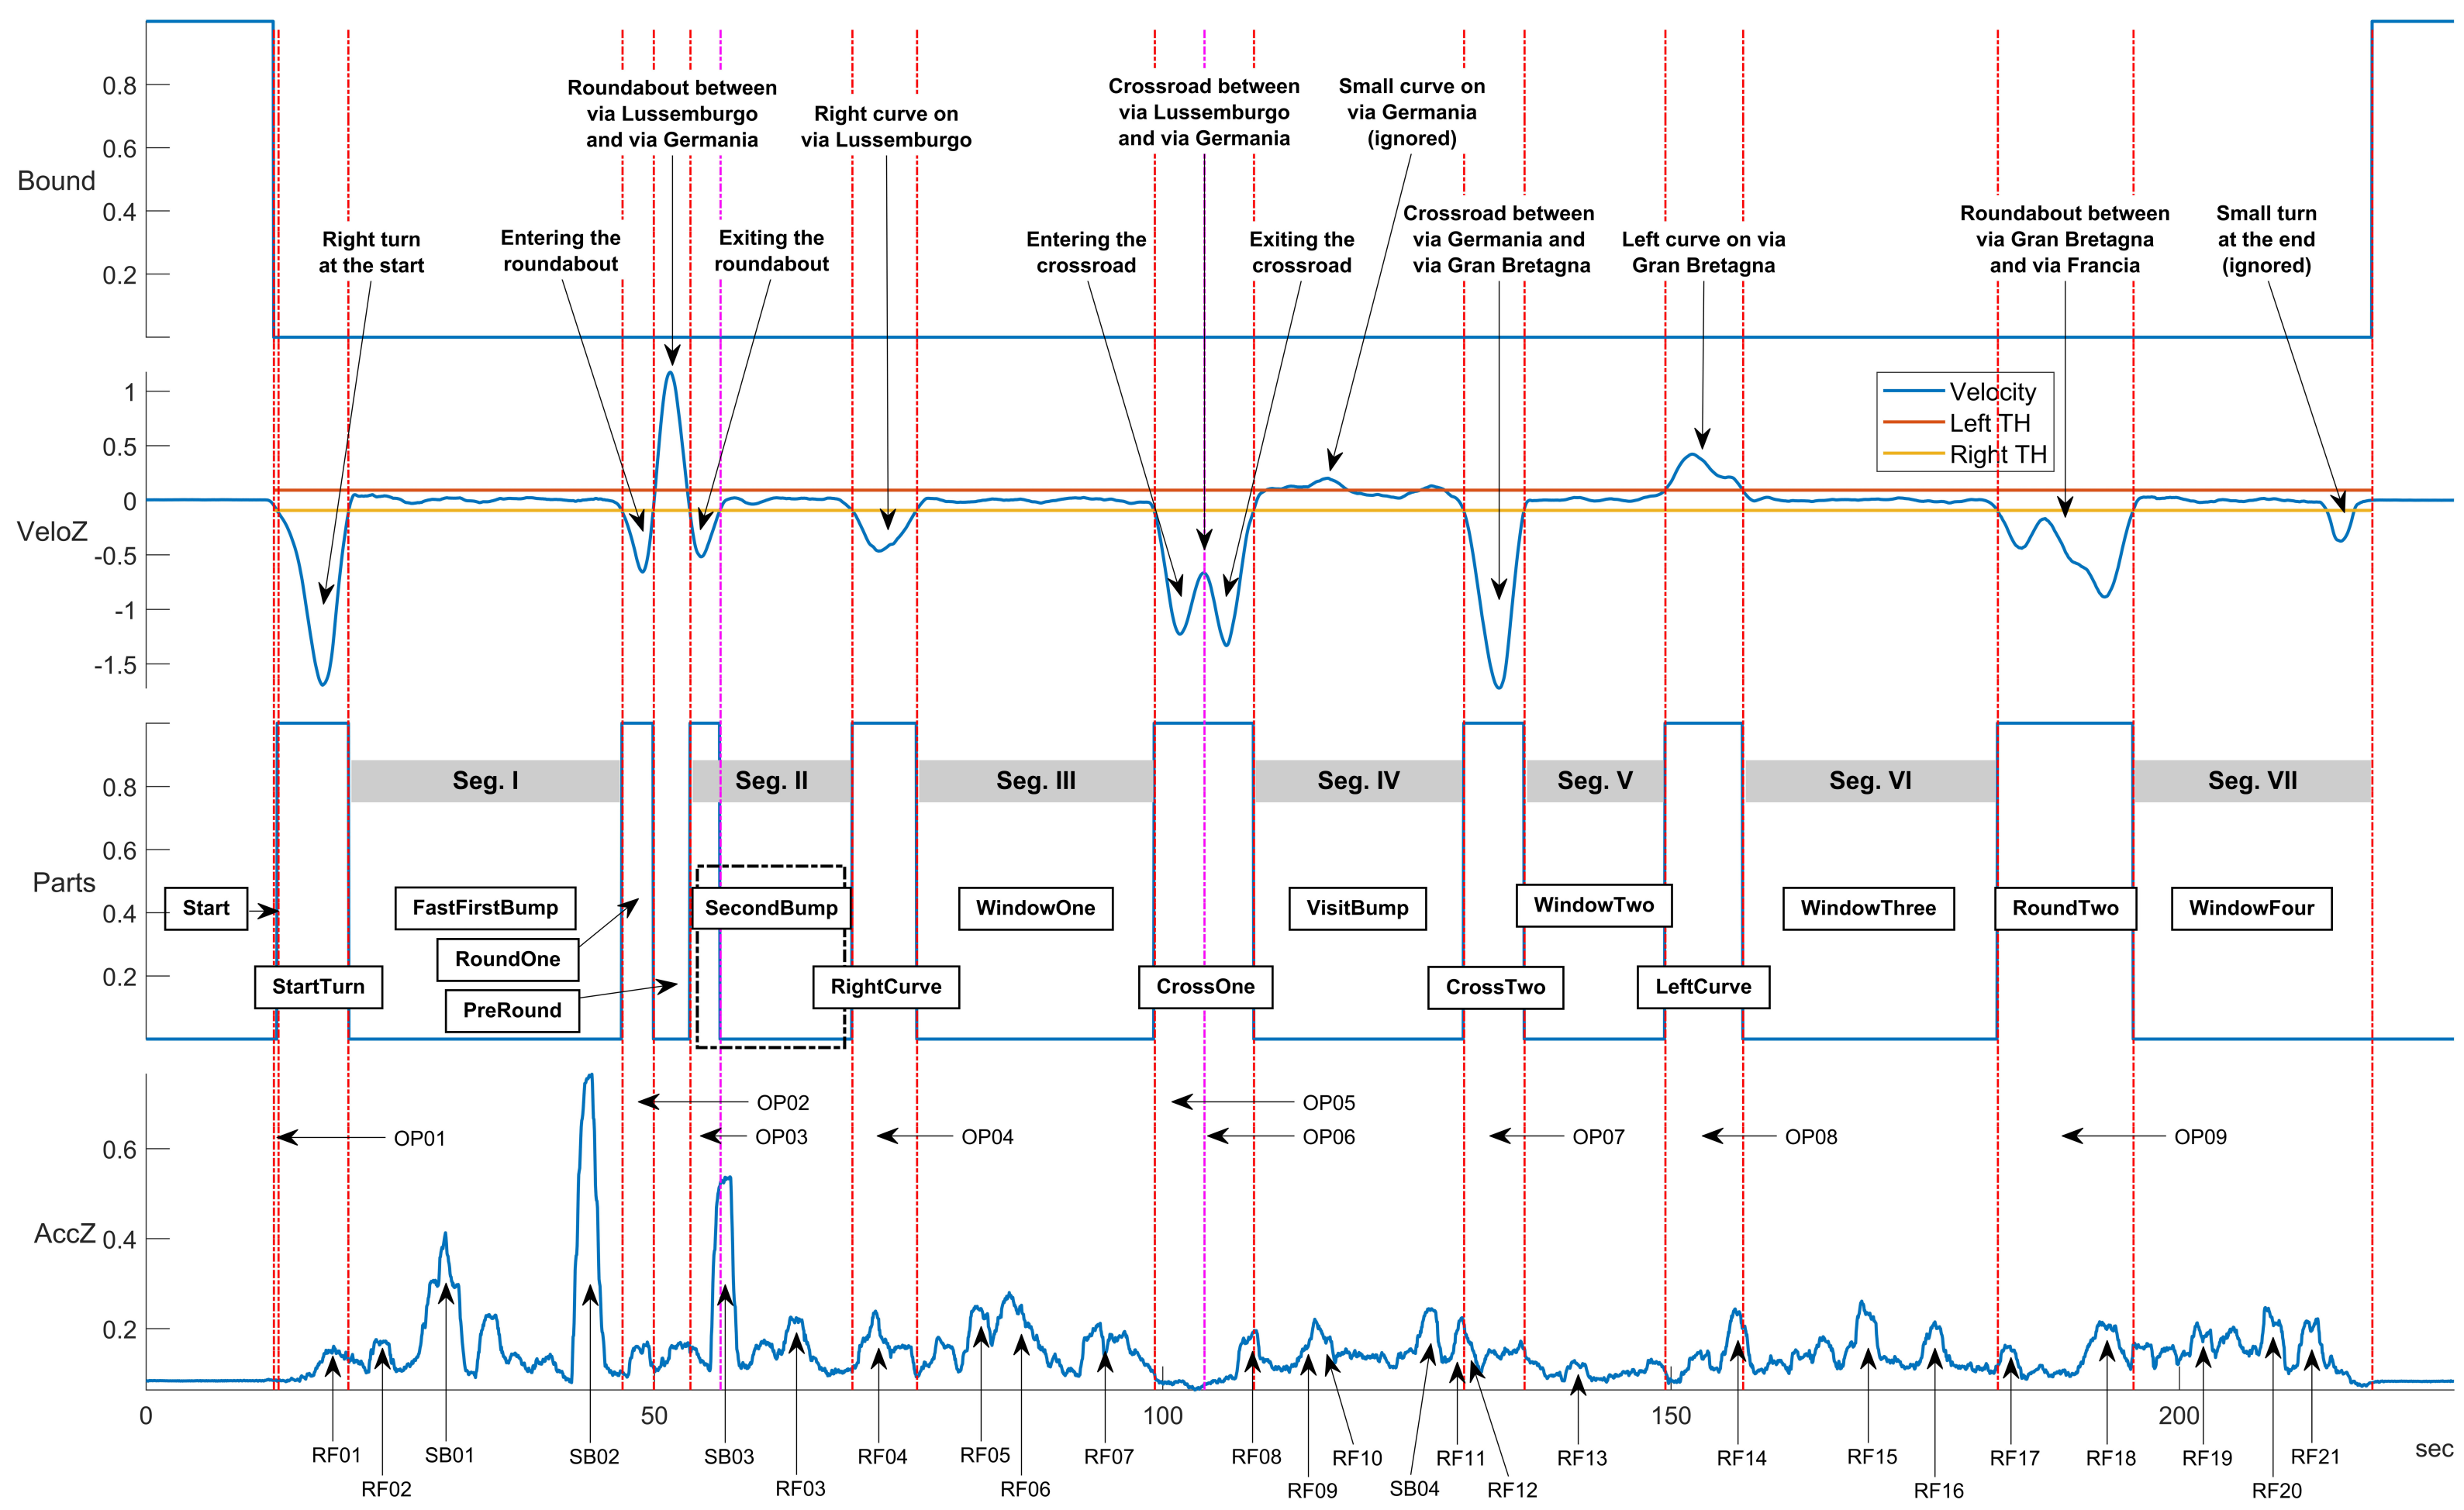 0.8
0.6
Bound
0.4
0.2
Right turn
at the start
Entering the
roundabout
Roundabout between
via Lussemburgo
and via Germania
Exiting the
roundabout
Right curve on
via Lussemburgo
Entering the
crossroad
Crossroad between
via Lussemburgo
and via Germania
Exiting the
crossroad
Small curve on
via Germania
(ignored)
Crossroad between
via Germania and
via Gran Bretagna
Left curve on via
Gran Bretagna
Roundabout between
via Gran Bretagna
and via Francia
Small turn
at the end
(ignored)
1
0.5
0
VeloZ
-0.5
-1
-1.5
Velocity
Left TH
Right TH
0.8
0.6
Parts
0.4
0.2
Seg. I
Seg. II
Seg. III
Seg. IV
Seg. V
Seg. VI
Seg. VII
Start
StartTurn
FastFirstBump
RoundOne
PreRound
SecondBump
RightCurve
WindowOne
CrossOne
VisitBump
CrossTwo
WindowTwo
LeftCurve
WindowThree
RoundTwo
WindowFour
0.6
AccZ
0.4
0.2
OP01
OP02
OP03
OP04
OP05
OP06
OP07
OP08
OP09
0
50
100
150
200
sec
RF01
RF02
SB01
SB02
SB03
RF03
RF04
RF05
RF06
RF07
RF08
RF09
RF10
SB04
RF11
RF12
RF13
RF14
RF15
RF16
RF17
RF18
RF19
RF20
RF21